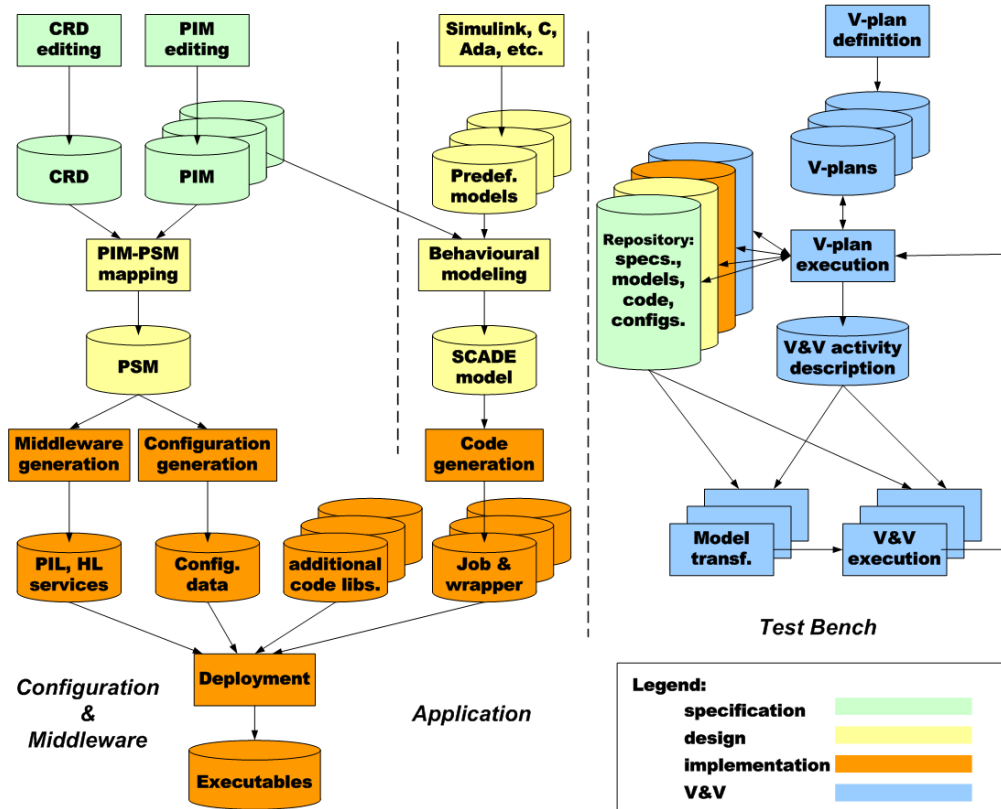 CRD
editing
PIM
editing
Simulink, C,
Ada, etc.
V-plan
definition
CRD
PIM
Predef.
models
V-plans
PIM-PSM
mapping
Behavioural
modeling
Repository:
specs.,
models,
code,
configs.
V-plan
execution
PSM
SCADE
model
V&V activity
description
Middleware
generation
Configuration
generation
Code
generation
PIL, HL
services
Config.
data
additional
code libs.
Job &
wrapper
Model
transf.
V&V
execution
Test Bench
Deployment
Configuration
&
Middleware
Application
Executables
Legend:
specification
design
implementation
V&V